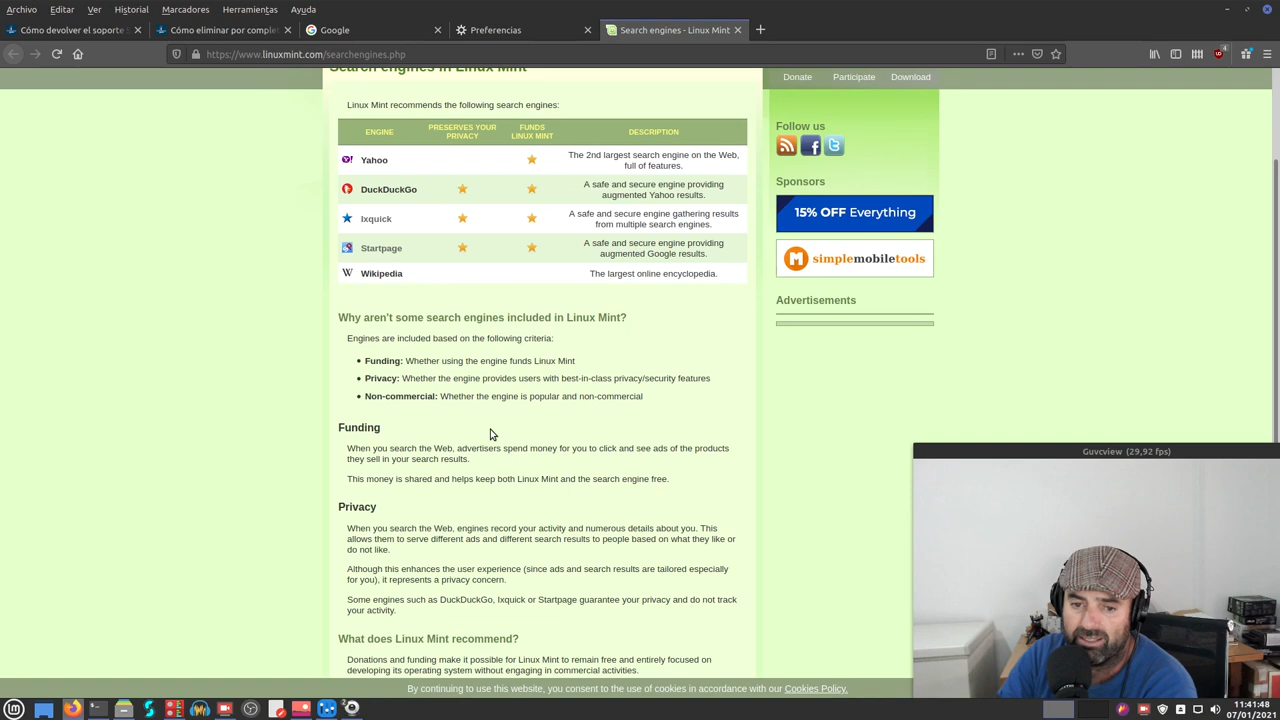 Archivo Editar Ver Historial Marcadores Herramientas Ayuda
Cómo devolver el soporte
Cómo eliminar por comple
Google
Preferencias
Search engines - Linux Mint
https://www.linuxmint.com/searchengines.php
4
Search engines in Linux Mint
Donate Participate Download
Linux Mint recommends the following search engines:
ENGINE
PRESERVES YOUR
PRIVACY
FUNDS
LINUX MINT
DESCRIPTION
Yahoo
The 2nd largest search engine on the Web,
full of features.
DuckDuckGo
A safe and secure engine providing
augmented Yahoo results.
Ixquick
A safe and secure engine gathering results
from multiple search engines.
Startpage
A safe and secure engine providing
augmented Google results.
W
Wikipedia
The largest online encyclopedia.
Why aren't some search engines included in Linux Mint?
Engines are included based on the following criteria:
• Funding: Whether using the engine funds Linux Mint
• Privacy: Whether the engine provides users with best-in-class privacy/security features
• Non-commercial: Whether the engine is popular and non-commercial
Funding
When you search the Web, advertisers spend money for you to click and see ads of the products
they sell in your search results.
This money is shared and helps keep both Linux Mint and the search engine free.
Privacy
When you search the Web, engines record your activity and numerous details about you. This
allows them to serve different ads and different search results to people based on what they like or
do not like.
Although this enhances the user experience (since ads and search results are tailored especially
for you), it represents a privacy concern.
Some engines such as DuckDuckGo, Ixquick or Startpage guarantee your privacy and do not track
your activity.
What does Linux Mint recommend?
Donations and funding make it possible for Linux Mint to remain free and entirely focused on
developing its operating system without engaging in commercial activities.
Follow us
Sponsors
15% OFF Everything
simplemobiletools
Advertisements
Guvcview (29,92 fps)
By continuing to use this website, you consent to the use of cookies in accordance with our Cookies Policy.
2
11:41:48
07/01/2021